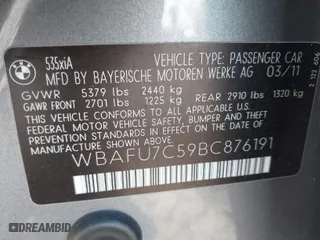 535xiA
VEHICLE TYPE: PASSENGER CAR
MFD BY BAYERISCHE MOTOREN WERKE AG 03/11
GVWR 5379 lbs 2440 kg
GAWR FRONT 2701 lbs 1225 kg REAR 2910 lbs 1320 kg
THIS VEHICLE CONFORMS TO ALL APPLICABLE FEDERAL
MOTOR VEHICLE SAFETY, BUMPER, AND THEFT PREVENTION
STANDARDS IN EFFECT ON THE DATE OF MANUFACTURE
SHOWN ABOVE.
WBAFU7C59BC876191